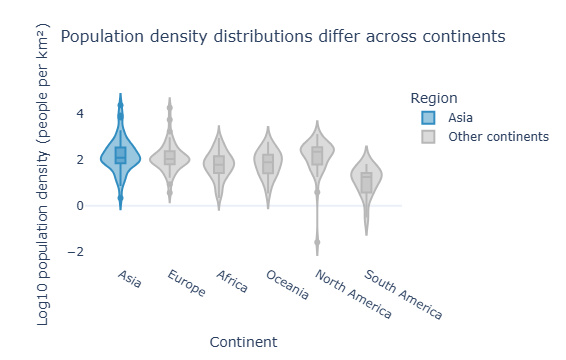 Population density distributions differ across continents
Log10 population density (people per km²)
4
2
0
−2
Asia
Europe
Africa
Oceania
North America
South America
Continent
Region
Asia
Other continents